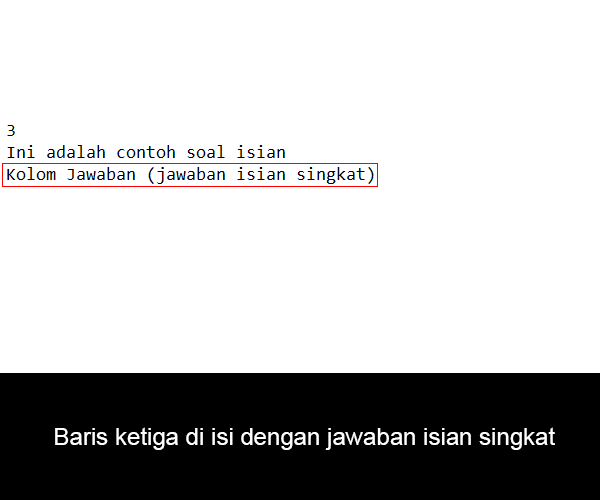 3
Ini adalah contoh soal isian
Kolom Jawaban (jawaban isian singkat)
Baris ketiga di isi dengan jawaban isian singkat